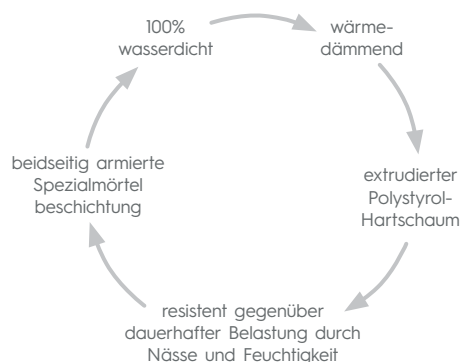 100%
wasserdicht
wärme-
dämmend
extrudierter
Polystyrol-
Hartschaum
resistent gegenüber
dauerhafter Belastung durch
Nässe und Feuchtigkeit
beidseitig armierte
Spezialmörtel
beschichtung